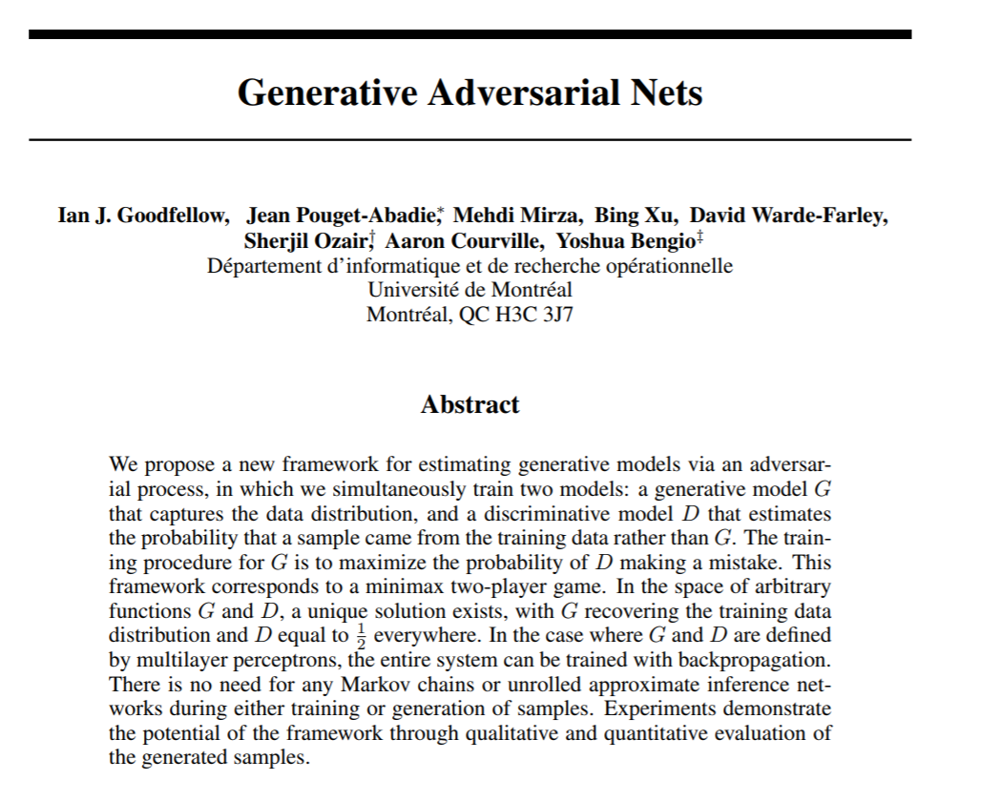 Generative Adversarial Nets
Ian J. Goodfellow, Jean Pouget-Abadie,* Mehdi Mirza, Bing Xu, David Warde-Farley,
Sherjil Ozair,† Aaron Courville, Yoshua Bengio‡
Département d'informatique et de recherche opérationnelle
Université de Montréal
Montréal, QC H3C 3J7
Abstract
We propose a new framework for estimating generative models via an adversar-
ial process, in which we simultaneously train two models: a generative model G
that captures the data distribution, and a discriminative model D that estimates
the probability that a sample came from the training data rather than G. The train-
ing procedure for G is to maximize the probability of D making a mistake. This
framework corresponds to a minimax two-player game. In the space of arbitrary
functions G and D, a unique solution exists, with G recovering the training data
distribution and D equal to 1/2 everywhere. In the case where G and D are defined
by multilayer perceptrons, the entire system can be trained with backpropagation.
There is no need for any Markov chains or unrolled approximate inference net-
works during either training or generation of samples. Experiments demonstrate
the potential of the framework through qualitative and quantitative evaluation of
the generated samples.